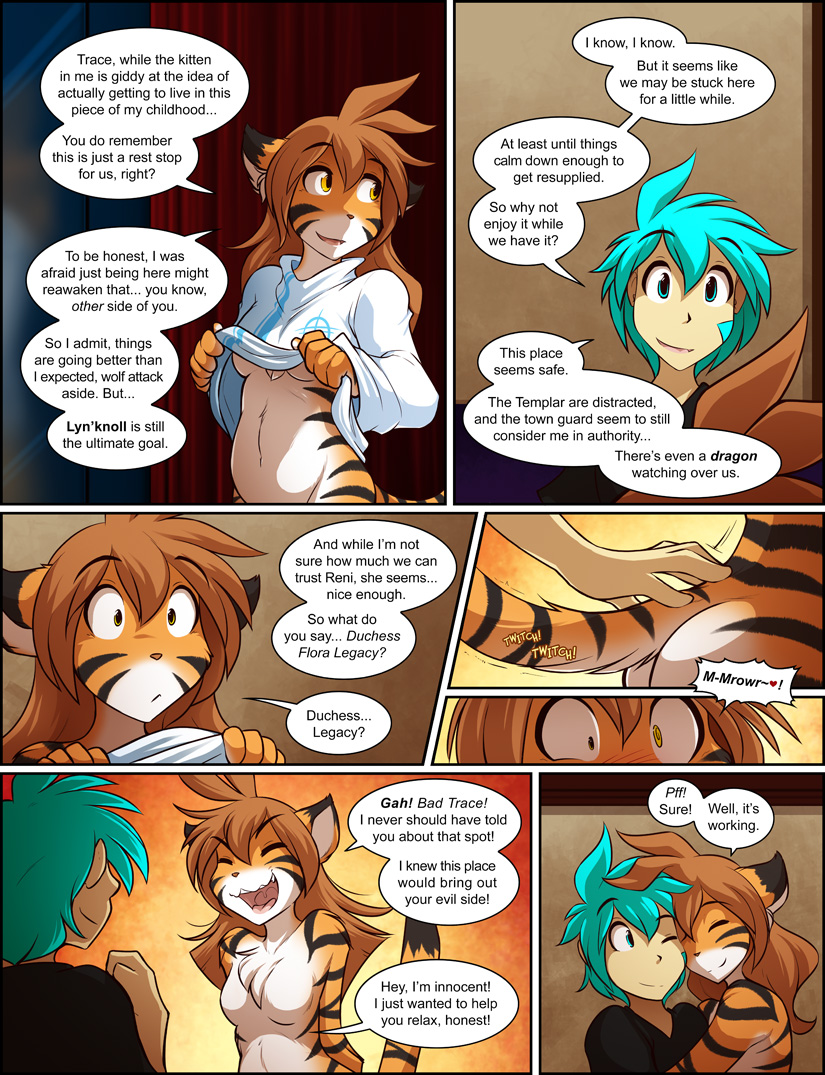 Trace, while the kitten
in me is giddy at the idea of
actually getting to live in this
piece of my childhood...
You do remember
this is just a rest stop
for us, right?
To be honest, I was
afraid just being here might
reawaken that... you know,
other side of you.
So I admit, things
are going better than
I expected, wolf attack
aside. But...
Lyn'knoll is still
the ultimate goal.
I know, I know.
But it seems like
we may be stuck here
for a little while.
At least until things
calm down enough to
get resupplied.
So why not
enjoy it while
we have it?
This place
seems safe.
The Templar are distracted,
and the town guard seem to still
consider me in authority...
There's even a dragon
watching over us.
And while I'm not
sure how much we can
trust Reni, she seems...
nice enough.
So what do
you say... Duchess
Flora Legacy?
Duchess...
Legacy?
TWITCH!
TWITCH!
M-Mrowr~♥!
Gah! Bad Trace!
I never should have told
you about that spot!
I knew this place
would bring out
your evil side!
Hey, I'm innocent!
I just wanted to help
you relax, honest!
Pff!
Sure!
Well, it's
working.